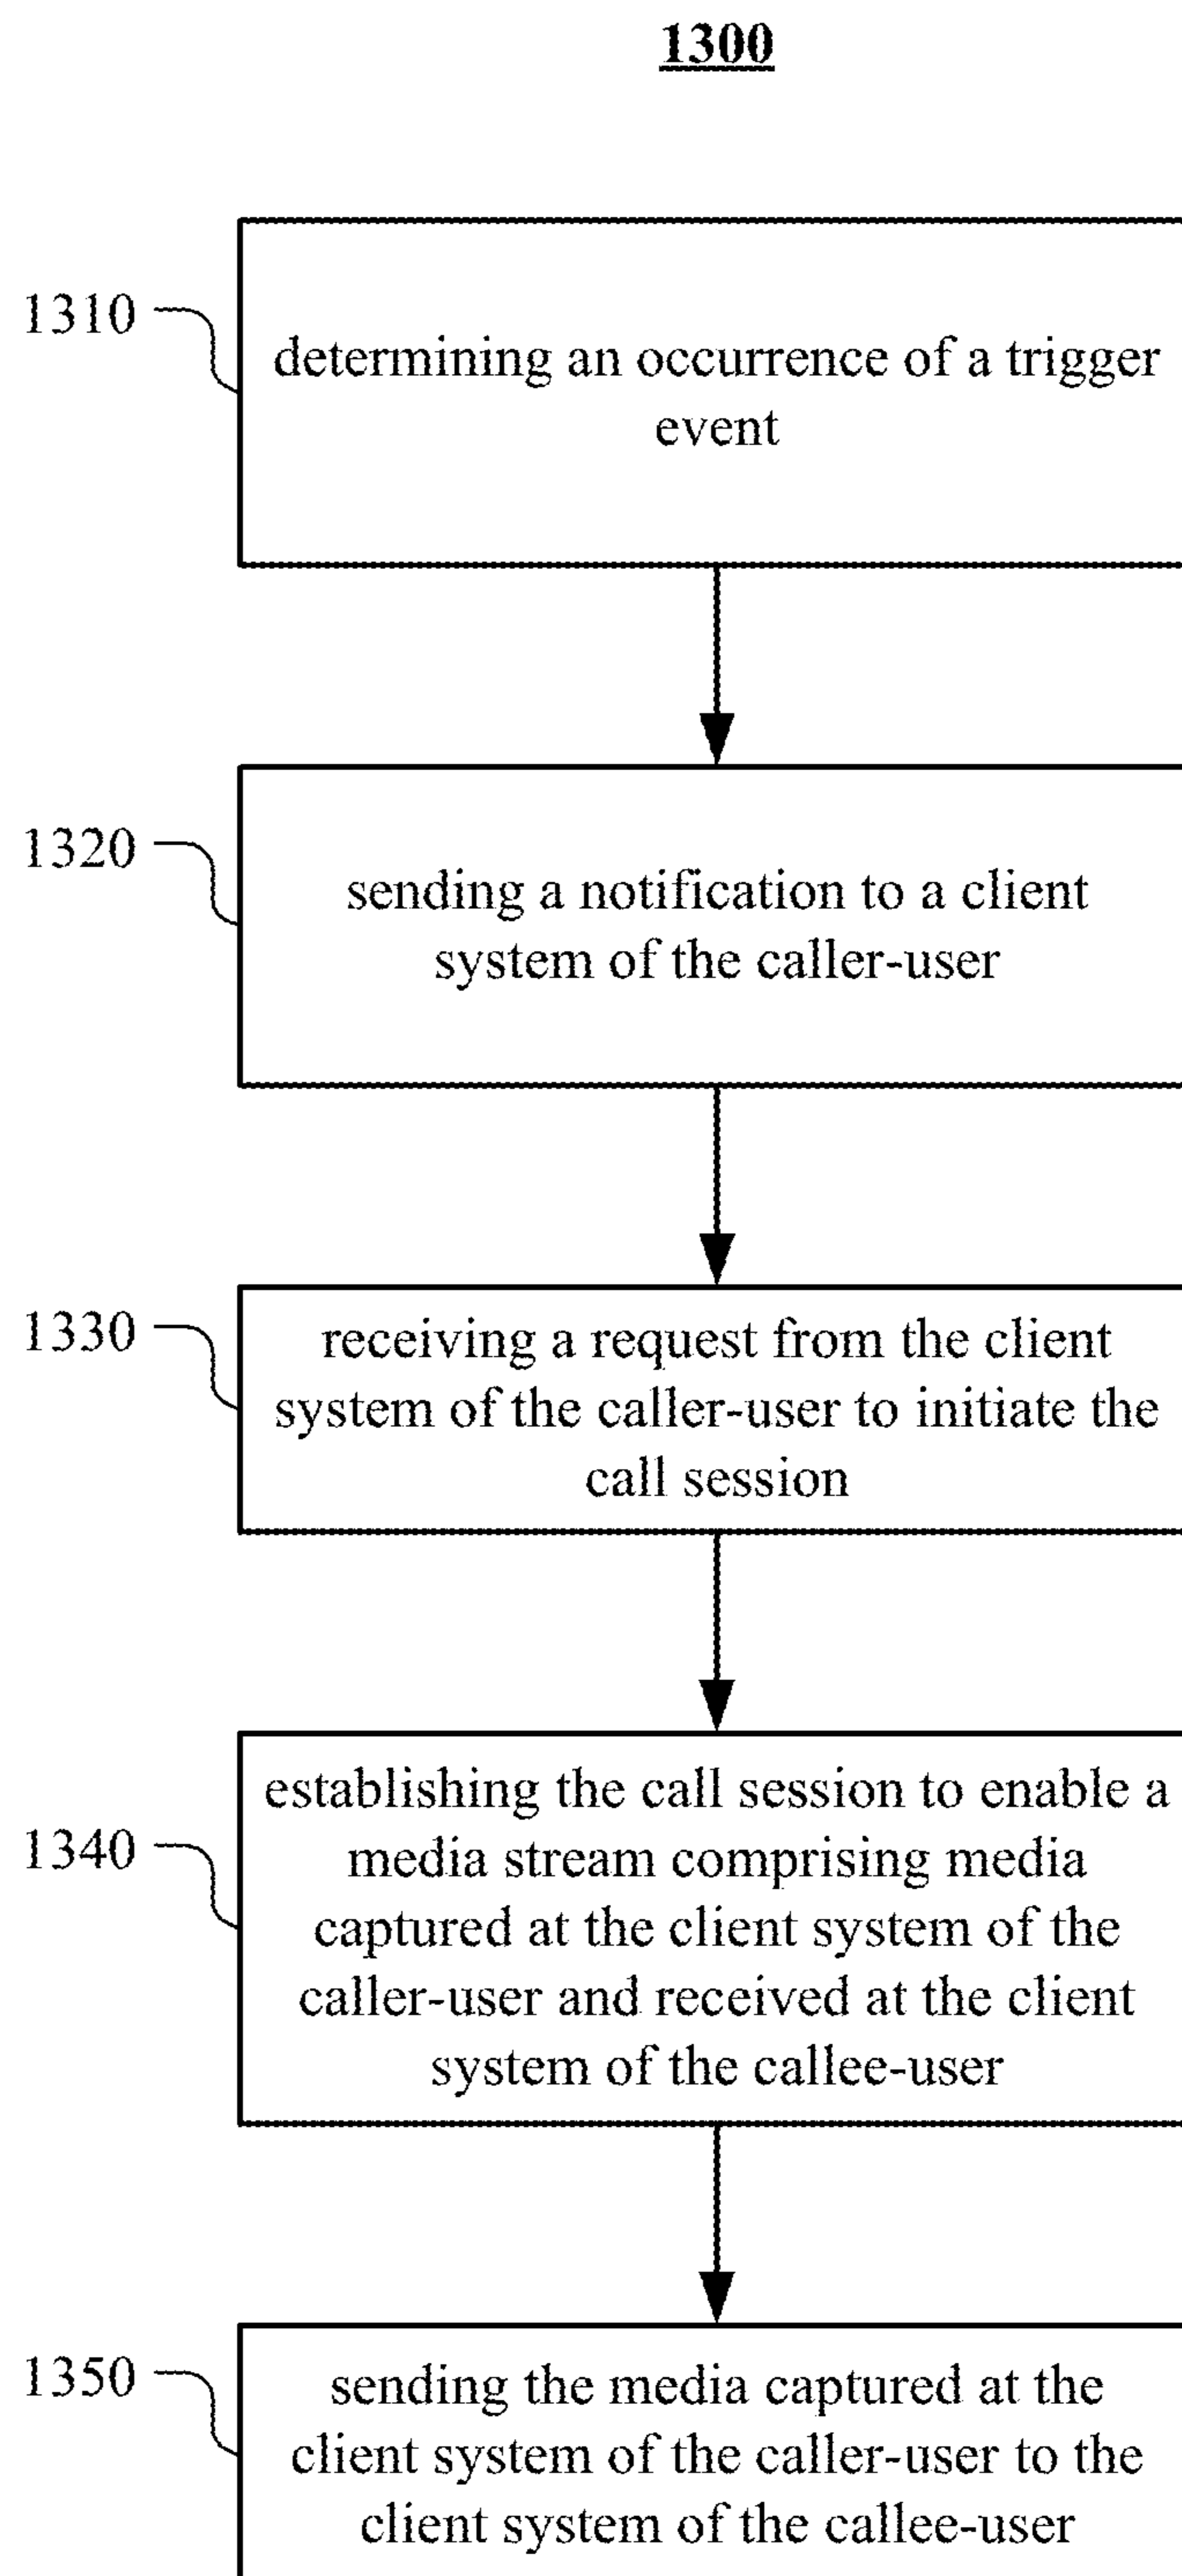 1300
1310
determining an occurrence of a trigger
event
1320
sending a notification to a client
system of the caller-user
1330
receiving a request from the client
system of the caller-user to initiate the
call session
1340
establishing the call session to enable a
media stream comprising media
captured at the client system of the
caller-user and received at the client
system of the callee-user
1350
sending the media captured at the
client system of the caller-user to the
client system of the callee-user